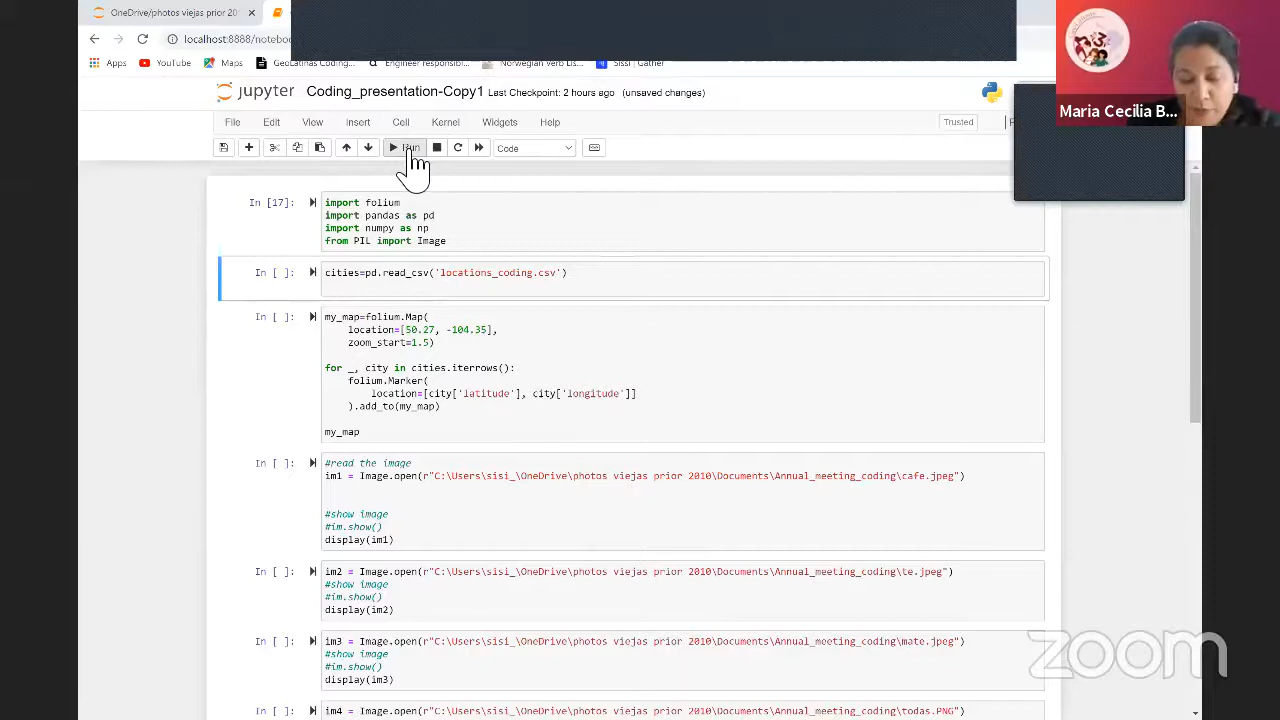 OneDrive/photos viejas prior 201
localhost:8888/notebo
Apps YouTube Maps GeoLatinas Coding... Engineer responsibil... Norwegian Verb Lis... Sissi | Gather
jupyter Coding_presentation-Copy1 Last Checkpoint: 2 hours ago (unsaved changes)
Maria Cecilia B...
File Edit View Insert Cell Kernel Widgets Help Trusted
Run Code
In [17]: import folium
import pandas as pd
import numpy as np
from PIL import Image
In [ ]: cities=pd.read_csv('locations_coding.csv')
In [ ]: my_map=folium.Map(
location=[50.27, -104.35],
zoom_start=1.5)
for _, city in cities.iterrows():
folium.Marker(
location=[city['latitude'], city['longitude']]
).add_to(my_map)
my_map
In [ ]: #read the image
im1 = Image.open(r"C:\Users\sisi_\OneDrive\photos viejas prior 2010\Documents\Annual_meeting_coding\cafe.jpeg")
#show image
#im.show()
display(im1)
In [ ]: im2 = Image.open(r"C:\Users\sisi_\OneDrive\photos viejas prior 2010\Documents\Annual_meeting_coding\te.jpeg")
#show image
#im.show()
display(im2)
In [ ]: im3 = Image.open(r"C:\Users\sisi_\OneDrive\photos viejas prior 2010\Documents\Annual_meeting_coding\mate.jpeg")
#show image
#im.show()
display(im3)
In [ ]: im4 = Image.open(r"C:\Users\sisi_\OneDrive\photos viejas prior 2010\Documents\Annual_meeting_coding\todas.PNG")
zoom